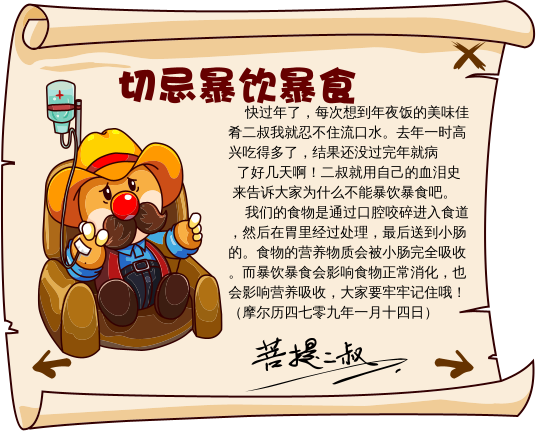 切忌暴饮暴食
快过年了，每次想到年夜饭的美味佳
肴二叔我就忍不住流口水。去年一时高
兴吃得多了，结果还没过完年就病
了好几天啊！二叔就用自己的血泪史
来告诉大家为什么不能暴饮暴食吧。
我们的食物是通过口腔咬碎进入食道
，然后在胃里经过处理，最后送到小肠
的。食物的营养物质会被小肠完全吸收
。而暴饮暴食会影响食物正常消化，也
会影响营养吸收，大家要牢牢记住哦！
（摩尔历四七零九年一月十四日）
菩提二叔